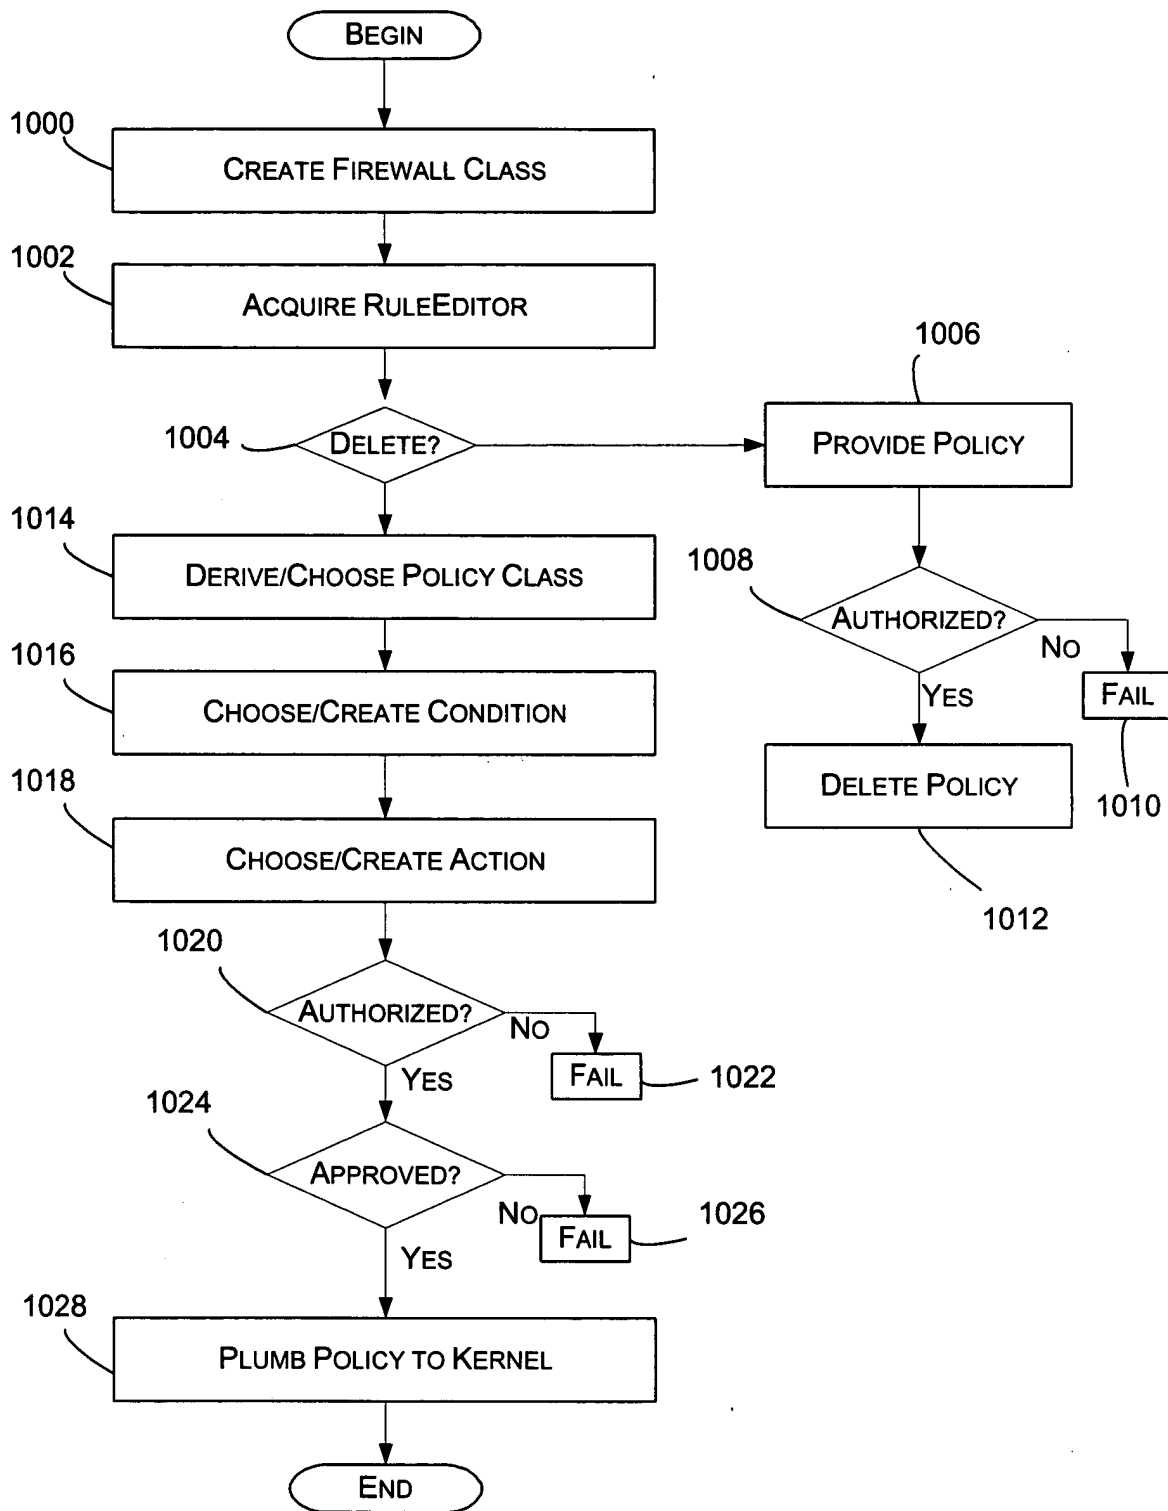 BEGIN
1000
CREATE FIREWALL CLASS
1002
ACQUIRE RULEEDITOR
1006
1004
DELETE?
PROVIDE POLICY
1014
DERIVE/CHOOSE POLICY CLASS
1008
AUTHORIZED?
NO
1016
CHOOSE/CREATE CONDITION
YES
FAIL
1018
DELETE POLICY
1010
CHOOSE/CREATE ACTION
1012
1020
AUTHORIZED?
NO
FAIL
1022
YES
1024
APPROVED?
NO
FAIL
1026
YES
1028
PLUMB POLICY TO KERNEL
END